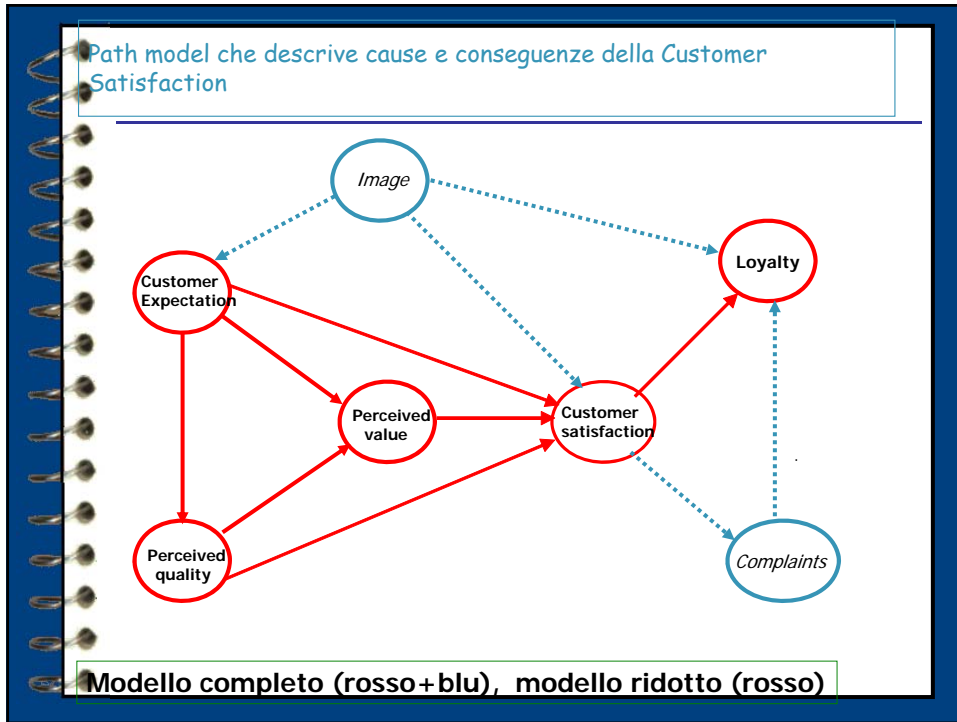 Path model che descrive cause e conseguenze della Customer
Satisfaction
Image
Loyalty
Customer
Expectation
Perceived
value
Customer
satisfaction
Perceived
quality
Complaints
Modello completo (rosso+blu), modello ridotto (rosso)